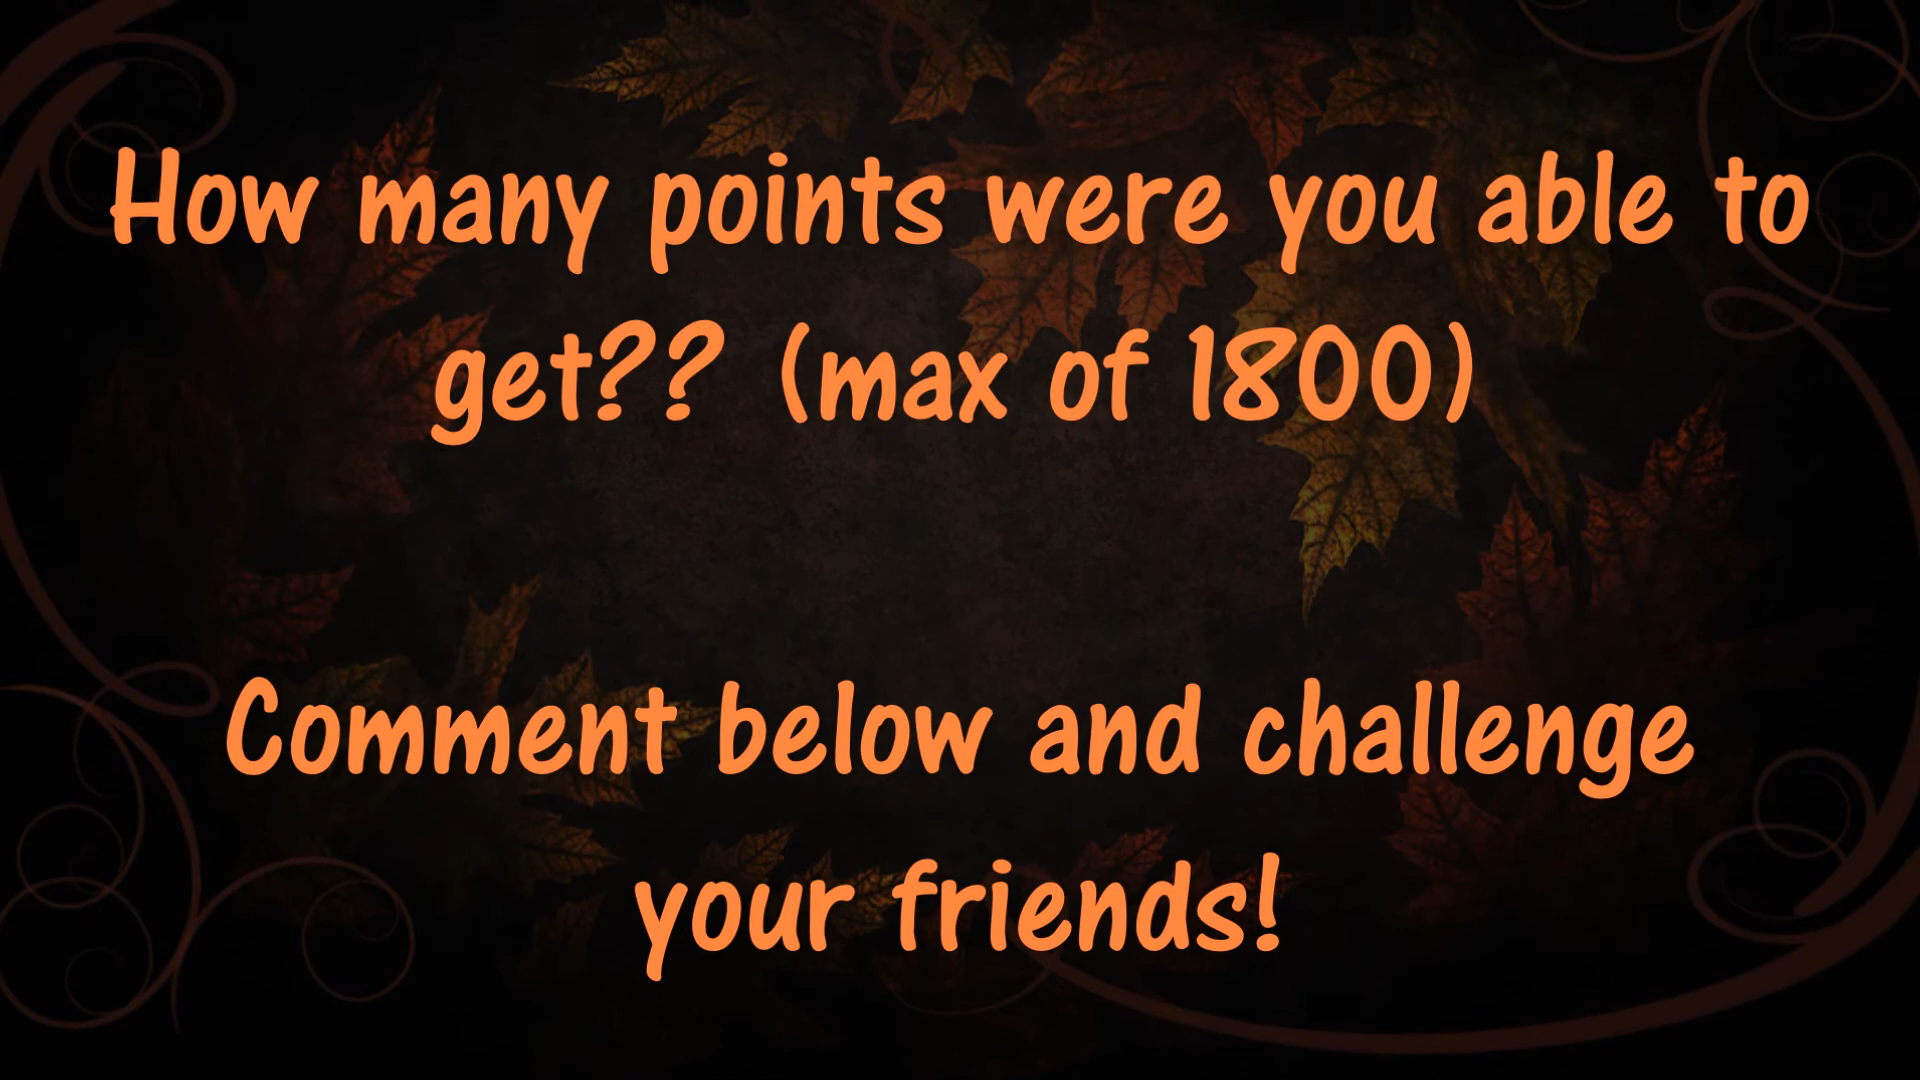 How many points were you able to
get?? (max of 1800)
Comment below and challenge
your friends!